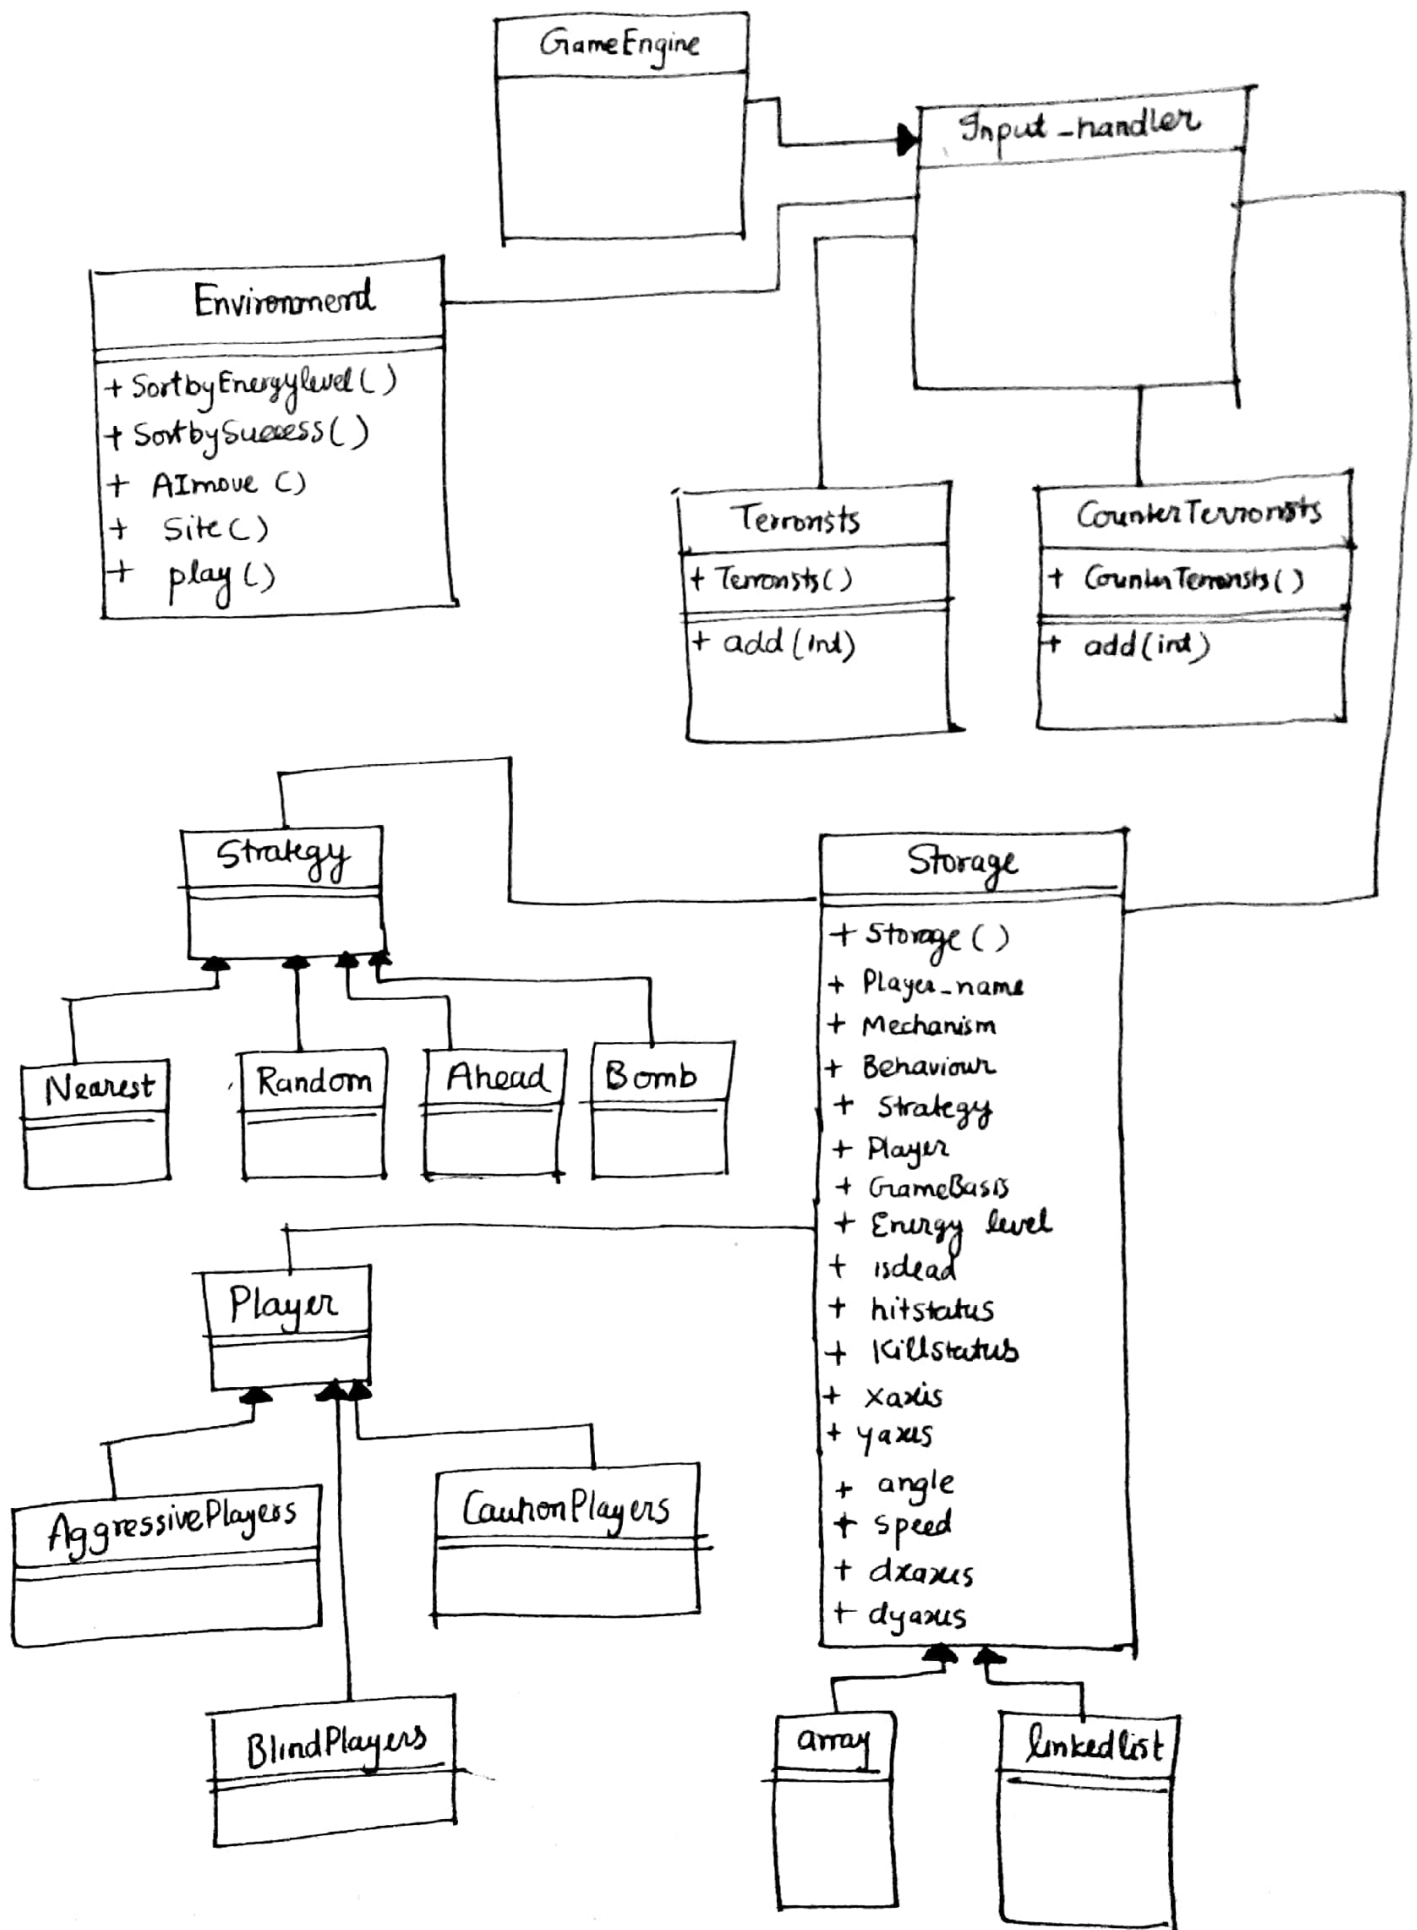 GameEngine
Input_handler
Environment
+ SortbyEnergylevel()
+ SortbySuccess()
+ AImove ()
+ Site()
+ play()
Terrorists
+ Terrorists()
+ add(int)
CounterTerrorists
+ CounterTerrorists()
+ add(int)
Strategy
Nearest
Random
Ahead
Bomb
Storage
+ Storage()
+ Player_name
+ Mechanism
+ Behaviour
+ Strategy
+ Player
+ GameBasis
+ Energy level
+ isdead
+ hitstatus
+ Killstatus
+ xaxis
+ yaxis
+ angle
+ speed
+ dxaxis
+ dyaxis
Player
AggressivePlayers
CautionPlayers
BlindPlayers
array
linkedlist